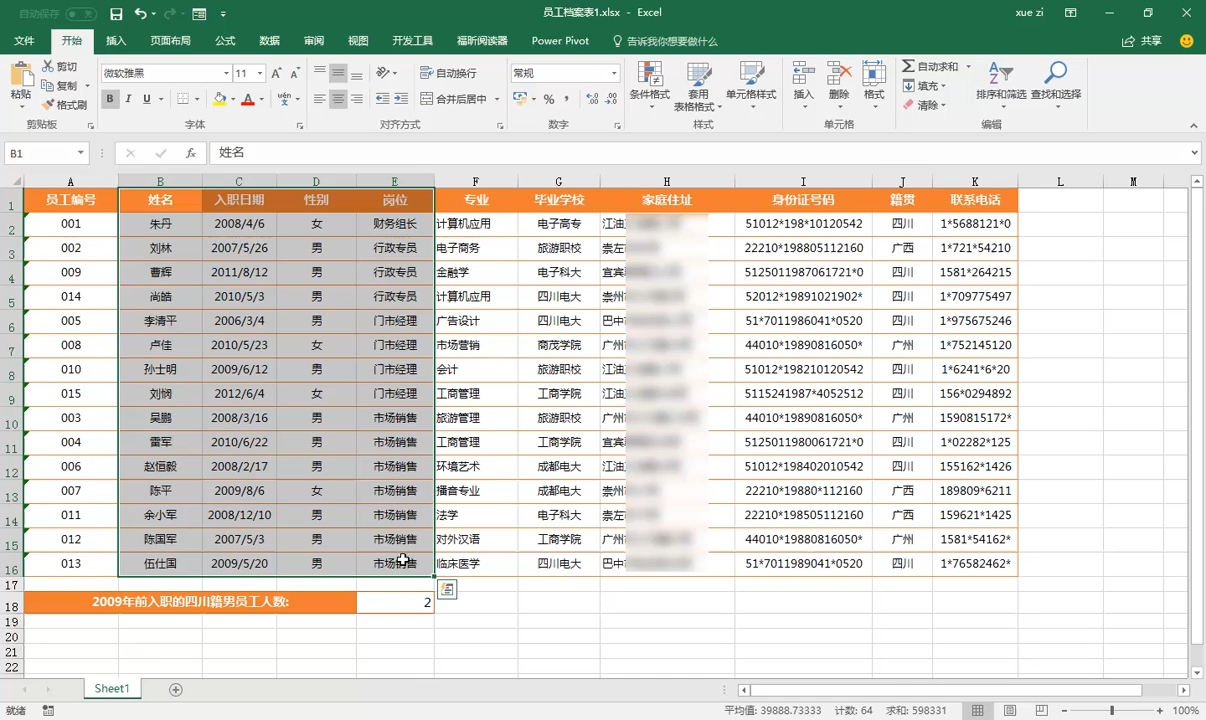 自动保存 员工档案表1.xlsx - Excel xue zi
文件 开始 插入 页面布局 公式 数据 审阅 视图 开发工具 福昕阅读器 Power Pivot 告诉我你想要做什么 共享
粘贴 剪切 复制 格式刷 剪贴板
微软雅黑 11 B I U A wén 文 字体
自动换行 合并后居中 对齐方式
常规 % , 数字
条件格式 套用 表格格式 单元格样式 样式
插入 删除 格式 单元格
自动求和 填充 清除 排序和筛选 查找和选择 编辑
B1 fx 姓名
A B C D E F G H I J K L M
1 员工编号 姓名 入职日期 性别 岗位 专业 毕业学校 家庭住址 身份证号码 籍贯 联系电话
2 001 朱丹 2008/4/6 女 财务组长 计算机应用 电子高专 江油 51012*198*10120542 四川 1*5688121*0
3 002 刘林 2007/5/26 男 行政专员 电子商务 旅游职校 崇左 22210*198805112160 广西 1*721*54210
4 009 曹辉 2011/8/12 男 行政专员 金融学 电子科大 宜宾 5125011987061721*0 四川 1581*264215
5 014 尚皓 2010/5/3 男 行政专员 计算机应用 四川电大 崇州 52012*19891021902* 四川 1*709775497
6 005 李清平 2006/3/4 男 门市经理 广告设计 四川电大 巴中 51*7011986041*0520 四川 1*975675246
7 008 卢佳 2010/5/23 女 门市经理 市场营销 商茂学院 广州 44010*19890816050* 广州 1*752145120
8 010 孙士明 2009/6/12 男 门市经理 会计 旅游职校 江油 51012*198210120542 四川 1*6241*6*20
9 015 刘悯 2012/6/4 女 门市经理 工商管理 工商学院 崇州 5115241987*4052512 四川 156*0294892
10 003 吴鹏 2008/3/16 男 市场销售 旅游管理 旅游职校 广州 44010*19890816050* 广州 1590815172*
11 004 雷军 2010/6/22 男 市场销售 工商管理 工商学院 宜宾 5125011980061721*0 四川 1*02282*125
12 006 赵恒毅 2008/2/17 男 市场销售 环境艺术 成都电大 江油 51012*198402010542 四川 155162*1426
13 007 陈平 2009/8/6 女 市场销售 播音专业 成都电大 崇州 22210*19880*112160 广西 189809*6211
14 011 余小军 2008/12/10 男 市场销售 法学 电子科大 崇左 22210*198505112160 广西 159621*1425
15 012 陈国军 2007/5/3 男 市场销售 对外汉语 工商学院 广州 44010*19880816050* 广州 1581*54162*
16 013 伍仕国 2009/5/20 男 市场销售 临床医学 四川电大 巴中 51*7011989041*0520 四川 1*76582462*
17
18 2009年前入职的四川籍男员工人数: 2
19
20
21
22
Sheet1
就绪 平均值: 39888.73333 计数: 64 求和: 598331 100%